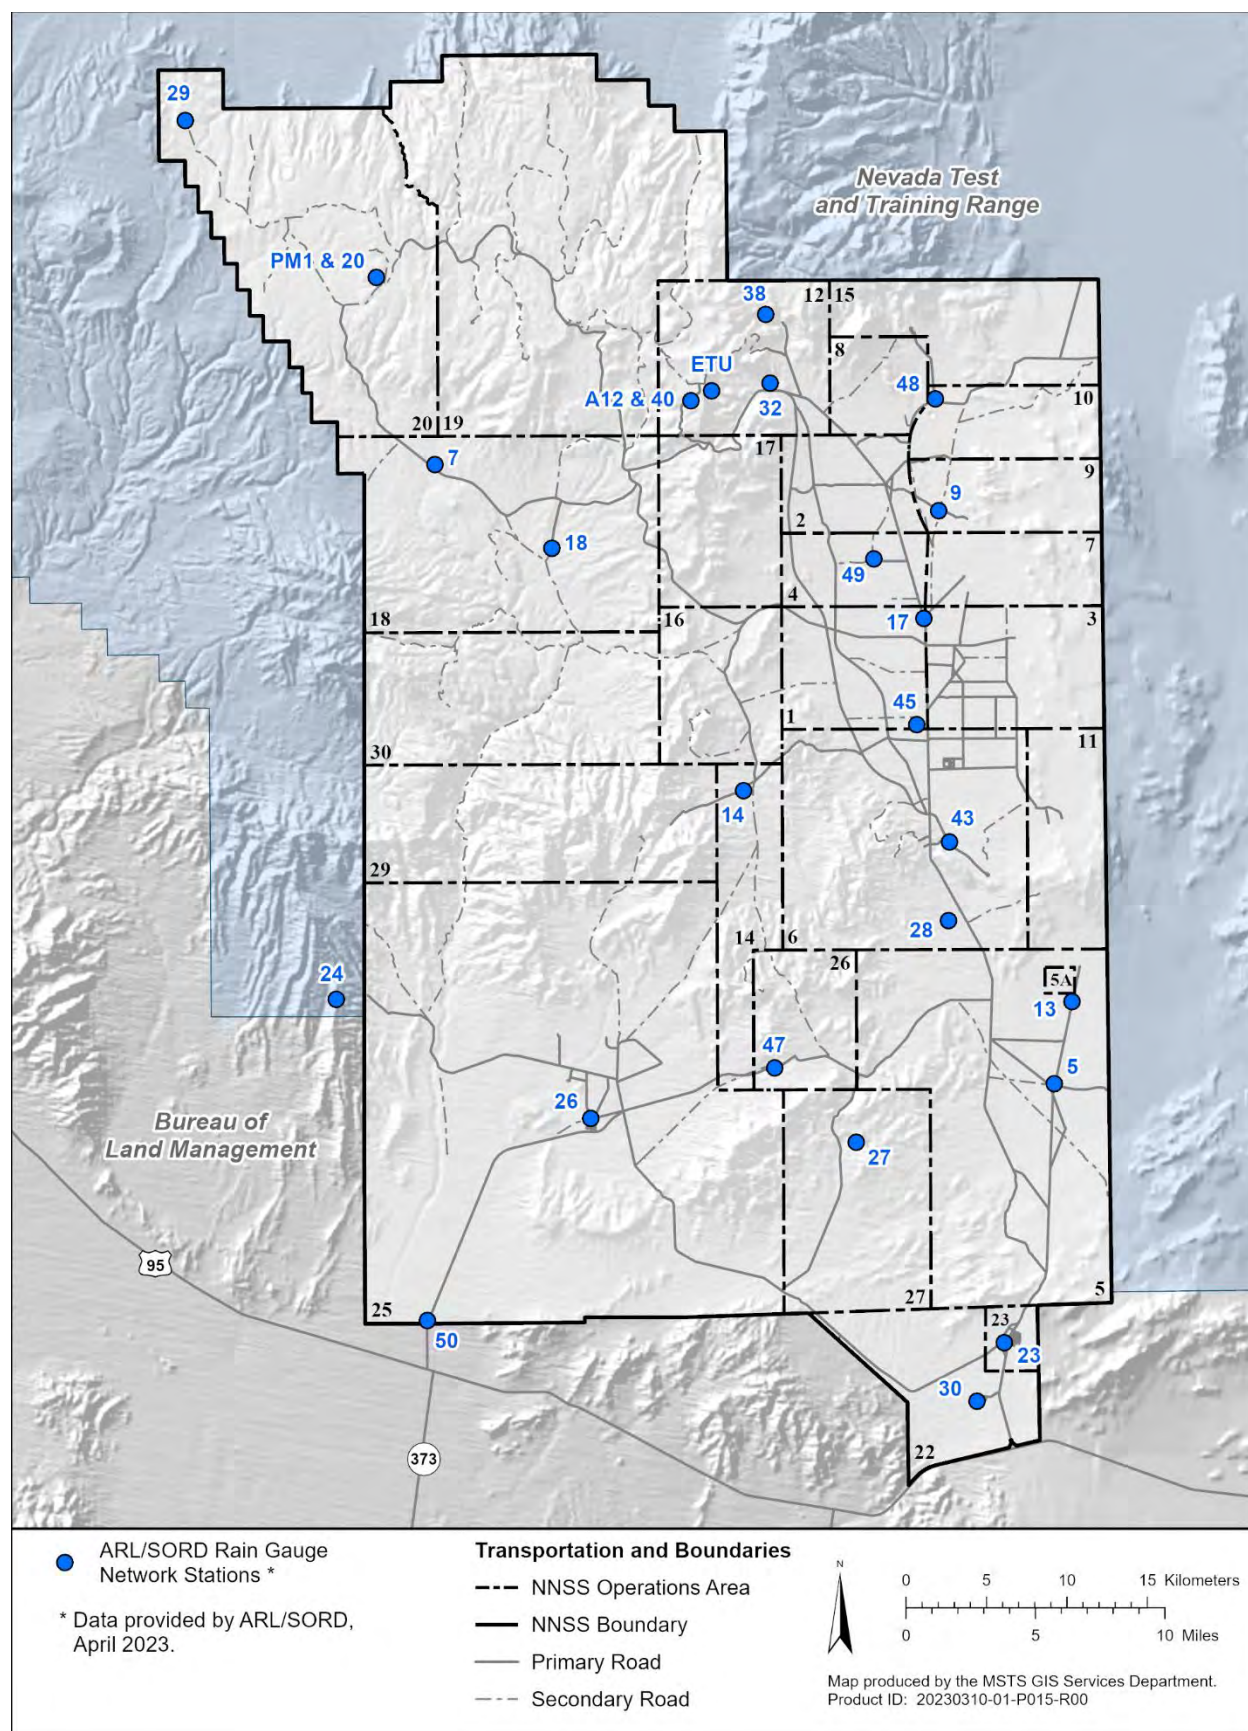 29
Nevada Test
and Training Range
PM1 & 20
38
12
15
8
ETU
48
A12 & 40
32
10
20
19
17
9
7
9
2
18
7
49
4
18
16
17
3
45
1
11
30
14
43
29
28
14
6
26
24
5A
13
47
5
26
Bureau of
Land Management
27
95
25
27
5
50
23
23
30
22
373
ARL/SORD Rain Gauge
Network Stations *
* Data provided by ARL/SORD,
April 2023.
Transportation and Boundaries
NNSS Operations Area
NNSS Boundary
Primary Road
Secondary Road
N
0 5 10 15 Kilometers
0 5 10 Miles
Map produced by the MSTS GIS Services Department.
Product ID: 20230310-01-P015-R00